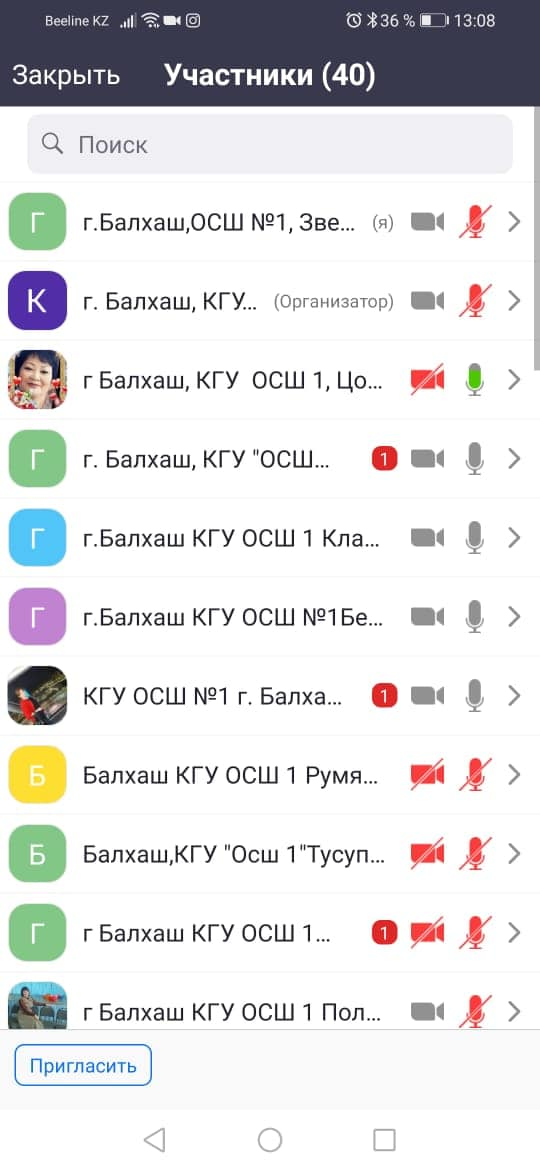 Beeline KZ 36 % 13:08
Закрыть Участники (40)
Поиск
Г г.Балхаш,ОСШ №1, Зве... (я)
К г. Балхаш, КГУ... (Организатор)
г Балхаш, КГУ ОСШ 1, Цо...
Г г. Балхаш, КГУ "ОСШ... 1
Г г.Балхаш КГУ ОСШ 1 Кла...
Г г.Балхаш КГУ ОСШ №1Бе...
КГУ ОСШ №1 г. Балха... 1
Б Балхаш КГУ ОСШ 1 Румя...
Б Балхаш,КГУ "Осш 1"Тусуп...
Г г Балхаш КГУ ОСШ 1... 1
г Балхаш КГУ ОСШ 1 Пол...
Пригласить